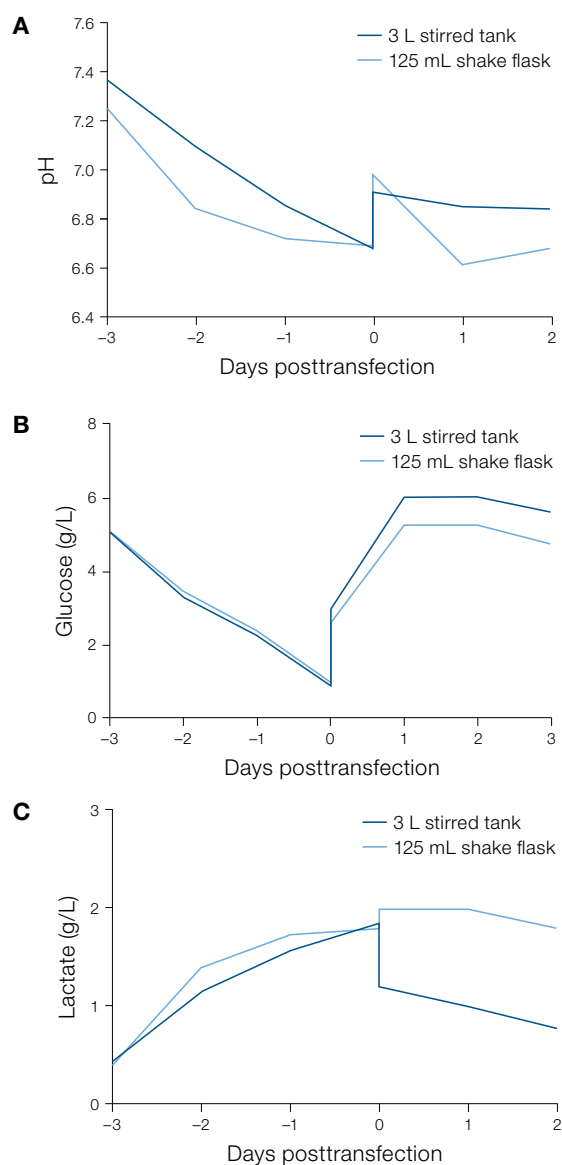 A
7.6
7.4
7.2
7.0
6.8
6.6
6.4
pH
3 L stirred tank
125 mL shake flask
–3
–2
–1
0
1
2
Days posttransfection
B
8
6
4
2
0
Glucose (g/L)
3 L stirred tank
125 mL shake flask
–3
–2
–1
0
1
2
3
Days posttransfection
C
3
2
1
0
Lactate (g/L)
3 L stirred tank
125 mL shake flask
–3
–2
–1
0
1
2
Days posttransfection